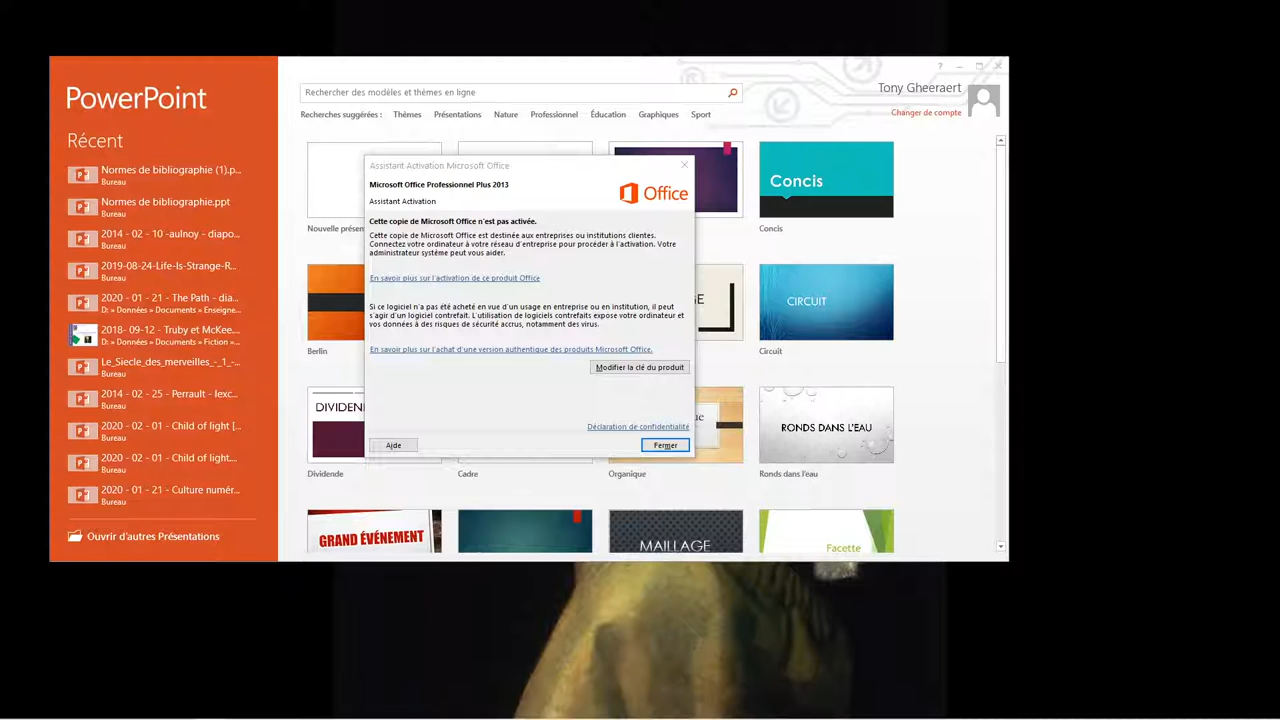 PowerPoint
Récent
Normes de bibliographie (1).p...
Bureau
Normes de bibliographie.ppt
Bureau
2014 - 02 - 10 -aulnoy - diapo...
Bureau
2019-08-24-Life-Is-Strange-R...
Bureau
2020 - 01 - 21 - The Path - dia...
D: » Données » Documents » Enseigne...
2018- 09-12 - Truby et McKee....
D: » Données » Documents » Fiction »...
Le_Siecle_des_merveilles_-_1_-...
Bureau
2014 - 02 - 25 - Perrault - lexc...
Bureau
2020 - 02 - 01 - Child of light [...
Bureau
2020 - 02 - 01 - Child of light....
Bureau
2020 - 01 - 21 - Culture numér...
Bureau
Ouvrir d'autres Présentations
Rechercher des modèles et thèmes en ligne
Tony Gheeraert
Changer de compte
Recherches suggérées : Thèmes Présentations Nature Professionnel Éducation Graphiques Sport
Assistant Activation Microsoft Office
Microsoft Office Professionnel Plus 2013
Office
Assistant Activation
Cette copie de Microsoft Office n'est pas activée.
Cette copie de Microsoft Office est destinée aux entreprises ou institutions clientes.
Connectez votre ordinateur à votre réseau d'entreprise pour procéder à l'activation. Votre
administrateur système peut vous aider.
En savoir plus sur l'activation de ce produit Office
Si ce logiciel n'a pas été acheté en vue d'un usage en entreprise ou en institution, il peut
s'agir d'un logiciel contrefait. L'utilisation de logiciels contrefaits expose votre ordinateur et
vos données à des risques de sécurité accrus, notamment des virus.
En savoir plus sur l'achat d'une version authentique des produits Microsoft Office.
Modifier la clé du produit
Déclaration de confidentialité
Aide
Fermer
Nouvelle présen
Concis
Concis
Berlin
CIRCUIT
Circuit
DIVIDEND
Dividende
Cadre
ue
Organique
RONDS DANS L'EAU
Ronds dans l'eau
GRAND ÉVÉNEMENT
MAILLAGE
Facette